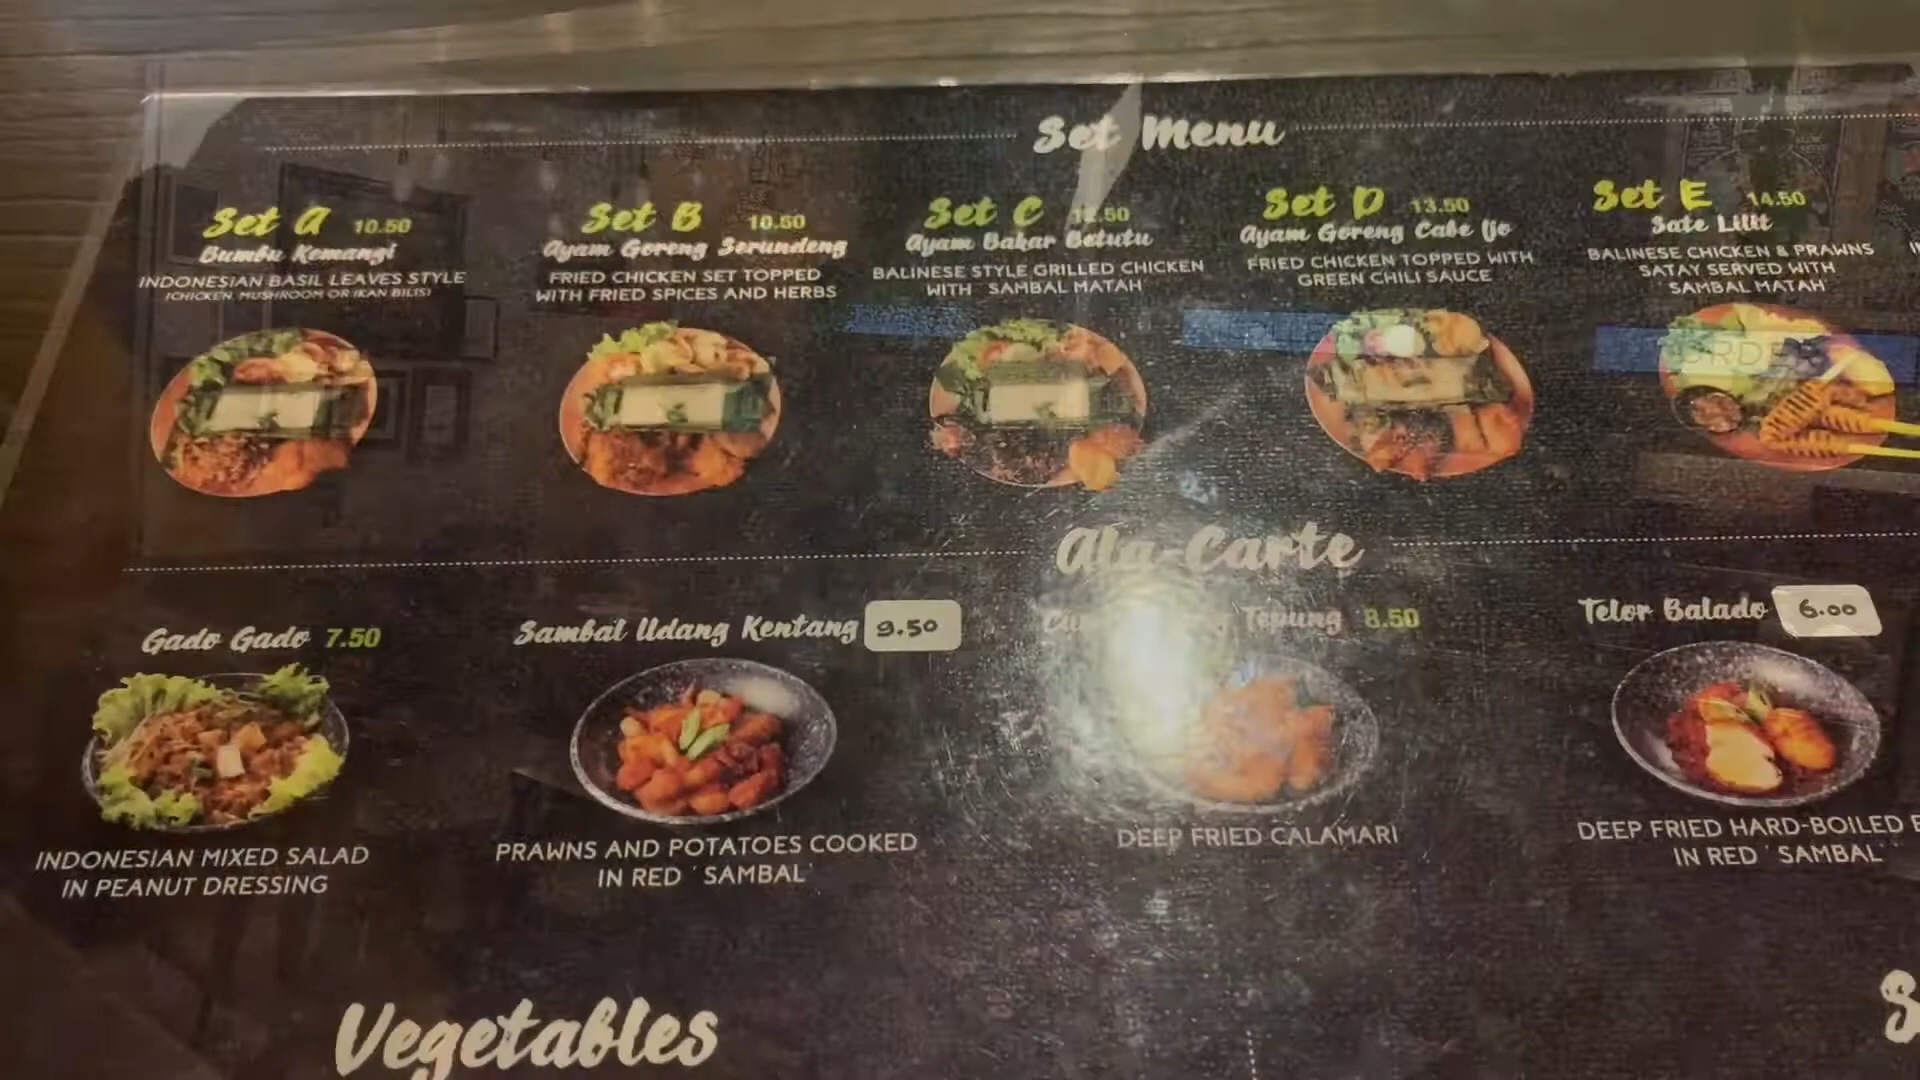 Set Menu
Set A 10.50
Bumbu Kemangi
INDONESIAN BASIL LEAVES STYLE
(CHICKEN, MUSHROOM OR IKAN BILIS)
Set B 10.50
Ayam Goreng Serundeng
FRIED CHICKEN SET TOPPED
WITH FRIED SPICES AND HERBS
Set C
Ayam Bakar Betutu
BALINESE STYLE GRILLED CHICKEN
WITH ' SAMBAL MATAH '
Set D 13.50
Ayam Goreng Cabe Ijo
FRIED CHICKEN TOPPED WITH
GREEN CHILI SAUCE
Set E 14.50
Sate Lilit
BALINESE CHICKEN & PRAWNS
SATAY SERVED WITH
' SAMBAL MATAH '
Ala-Carte
Gado Gado 7.50
INDONESIAN MIXED SALAD
IN PEANUT DRESSING
Sambal Udang Kentang 9.50
PRAWNS AND POTATOES COOKED
IN RED ' SAMBAL '
Tepung 8.50
DEEP FRIED CALAMARI
Telor Balado 6.00
DEEP FRIED HARD-BOILED
IN RED ' SAMBAL '
Vegetables